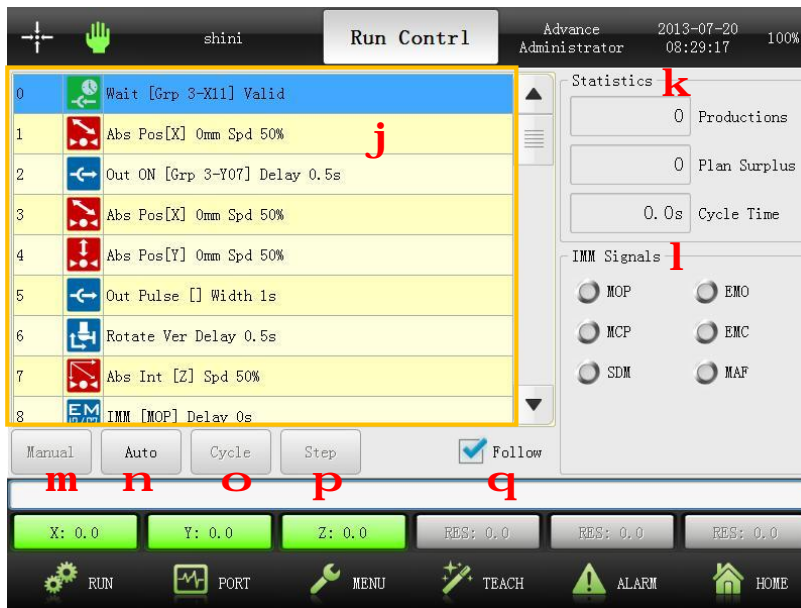 shini
Run Contrl
Advance
Administrator
2013-07-20
08:29:17
100%
0 Wait [Grp 3-X11] Valid
1 Abs Pos[X] 0mm Spd 50%
2 Out ON [Grp 3-Y07] Delay 0.5s
3 Abs Pos[X] 0mm Spd 50%
4 Abs Pos[Y] 0mm Spd 50%
5 Out Pulse [] Width 1s
6 Rotate Ver Delay 0.5s
7 Abs Int [Z] Spd 50%
8 EM IMM [MOP] Delay 0s
j
Statistics
k
0 Productions
0 Plan Surplus
0.0s Cycle Time
IMM Signals
l
MOP EMO
MCP EMC
SDM MAF
Manual Auto Cycle Step Follow
m n o p q
X: 0.0 Y: 0.0 Z: 0.0 RES: 0.0 RES: 0.0 RES: 0.0
RUN PORT MENU TEACH ALARM HOME